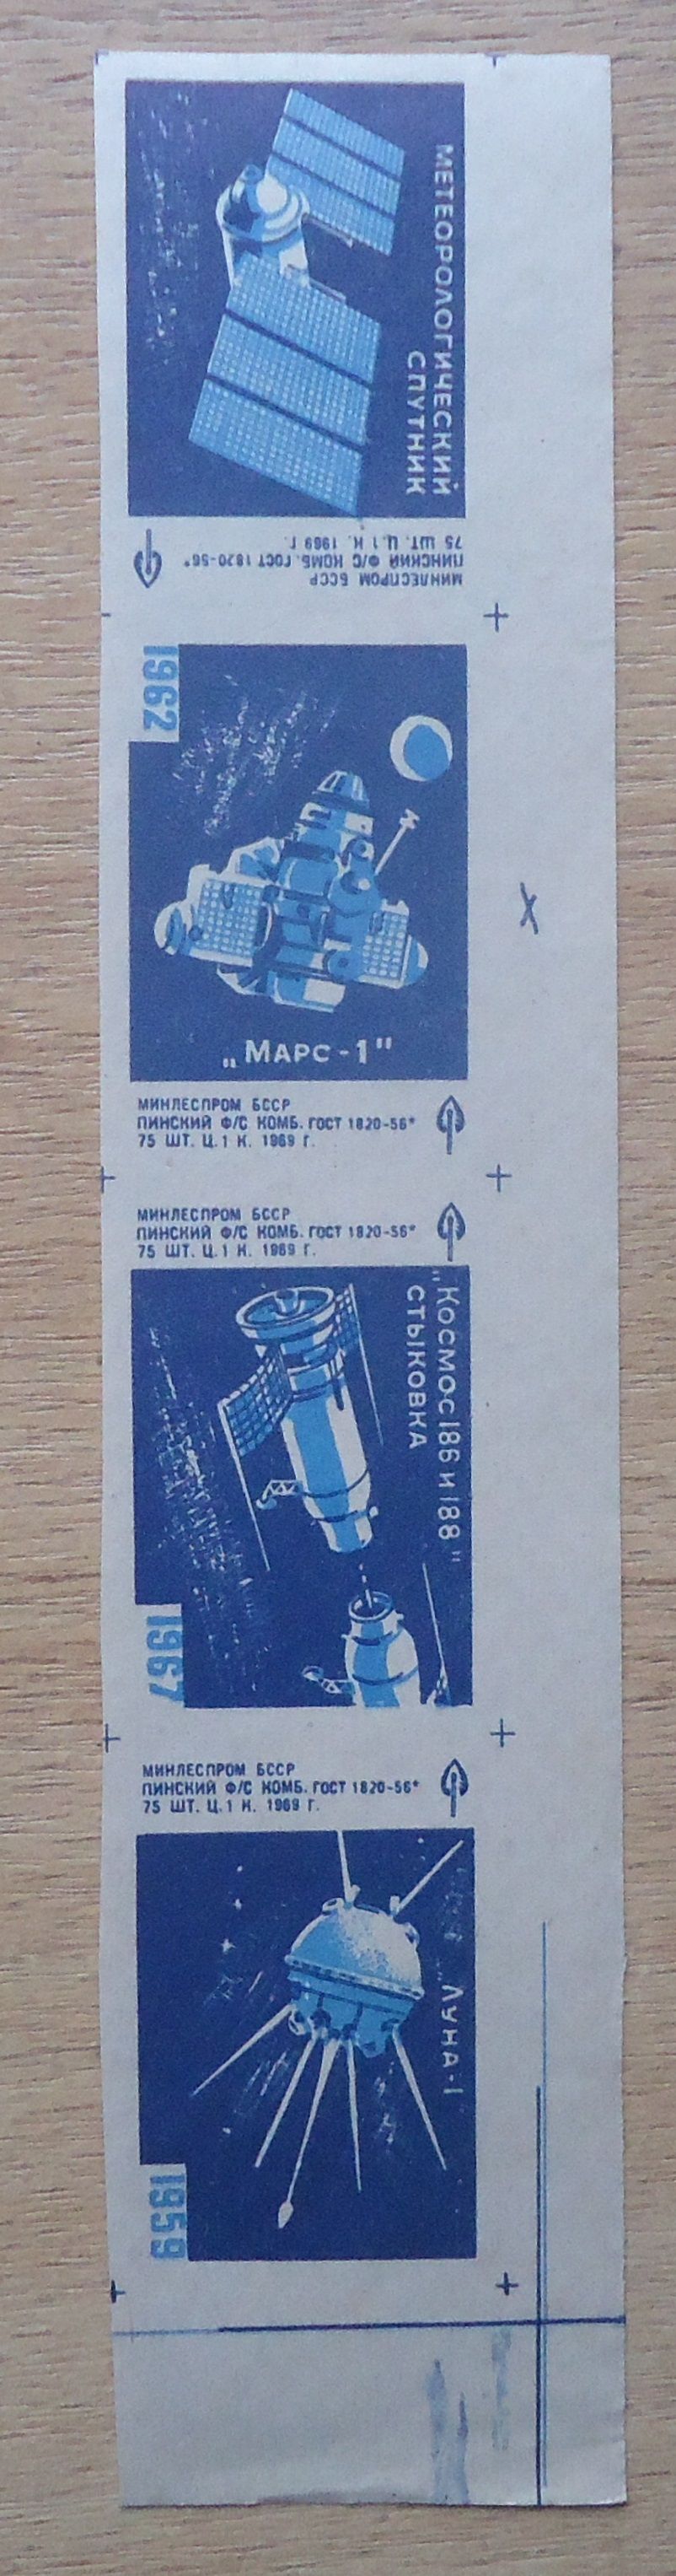 МЕТЕОРОЛОГИЧЕСКИЙ
СПУТНИК
МИНЛЕСПРОМ БССР
ПИНСКИЙ Ф/С КОМБ. ГОСТ 1820-56*
75 ШТ. Ц.1 К. 1969 Г.
1962
„МАРС-1"
МИНЛЕСПРОМ БССР
ПИНСКИЙ Ф/С КОМБ. ГОСТ 1820-56*
75 ШТ. Ц.1 К. 1969 Г.
МИНЛЕСПРОМ БССР
ПИНСКИЙ Ф/С КОМБ. ГОСТ 1820-56*
75 ШТ. Ц.1 К. 1969 Г.
„КОСМОС 186 И 188"
СТЫКОВКА
1967
МИНЛЕСПРОМ БССР
ПИНСКИЙ Ф/С КОМБ. ГОСТ 1820-56*
75 ШТ. Ц.1 К. 1969 Г.
„ЛУНА-1
1959